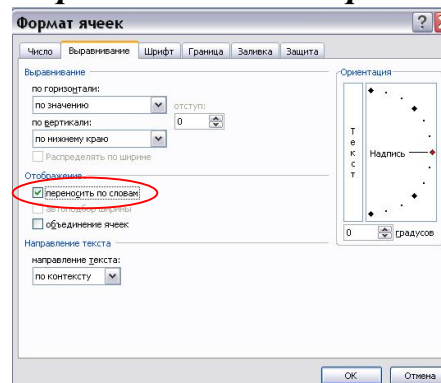 Формат ячеек
Число Выравнивание Шрифт Граница Заливка Защита
Выравнивание
по горизонтали:
по значению
отступ:
по вертикали:
0
по нижнему краю
Распределять по ширине
Отображение
переносить по словам
автоподбор ширины
объединение ячеек
Направление текста
направление текста:
по контексту
Ориентация
Текст
Надпись
0 градусов
ОК Отмена